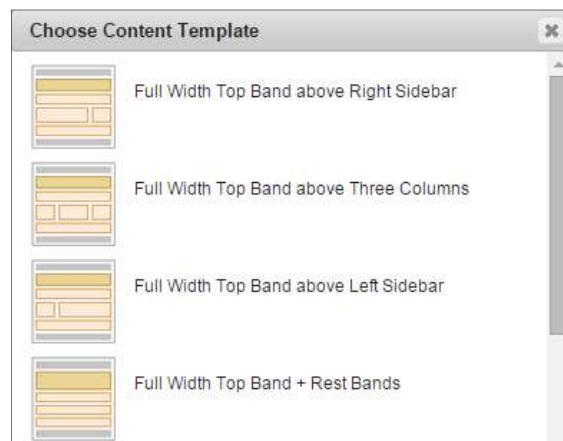 Choose Content Template
Full Width Top Band above Right Sidebar
Full Width Top Band above Three Columns
Full Width Top Band above Left Sidebar
Full Width Top Band + Rest Bands